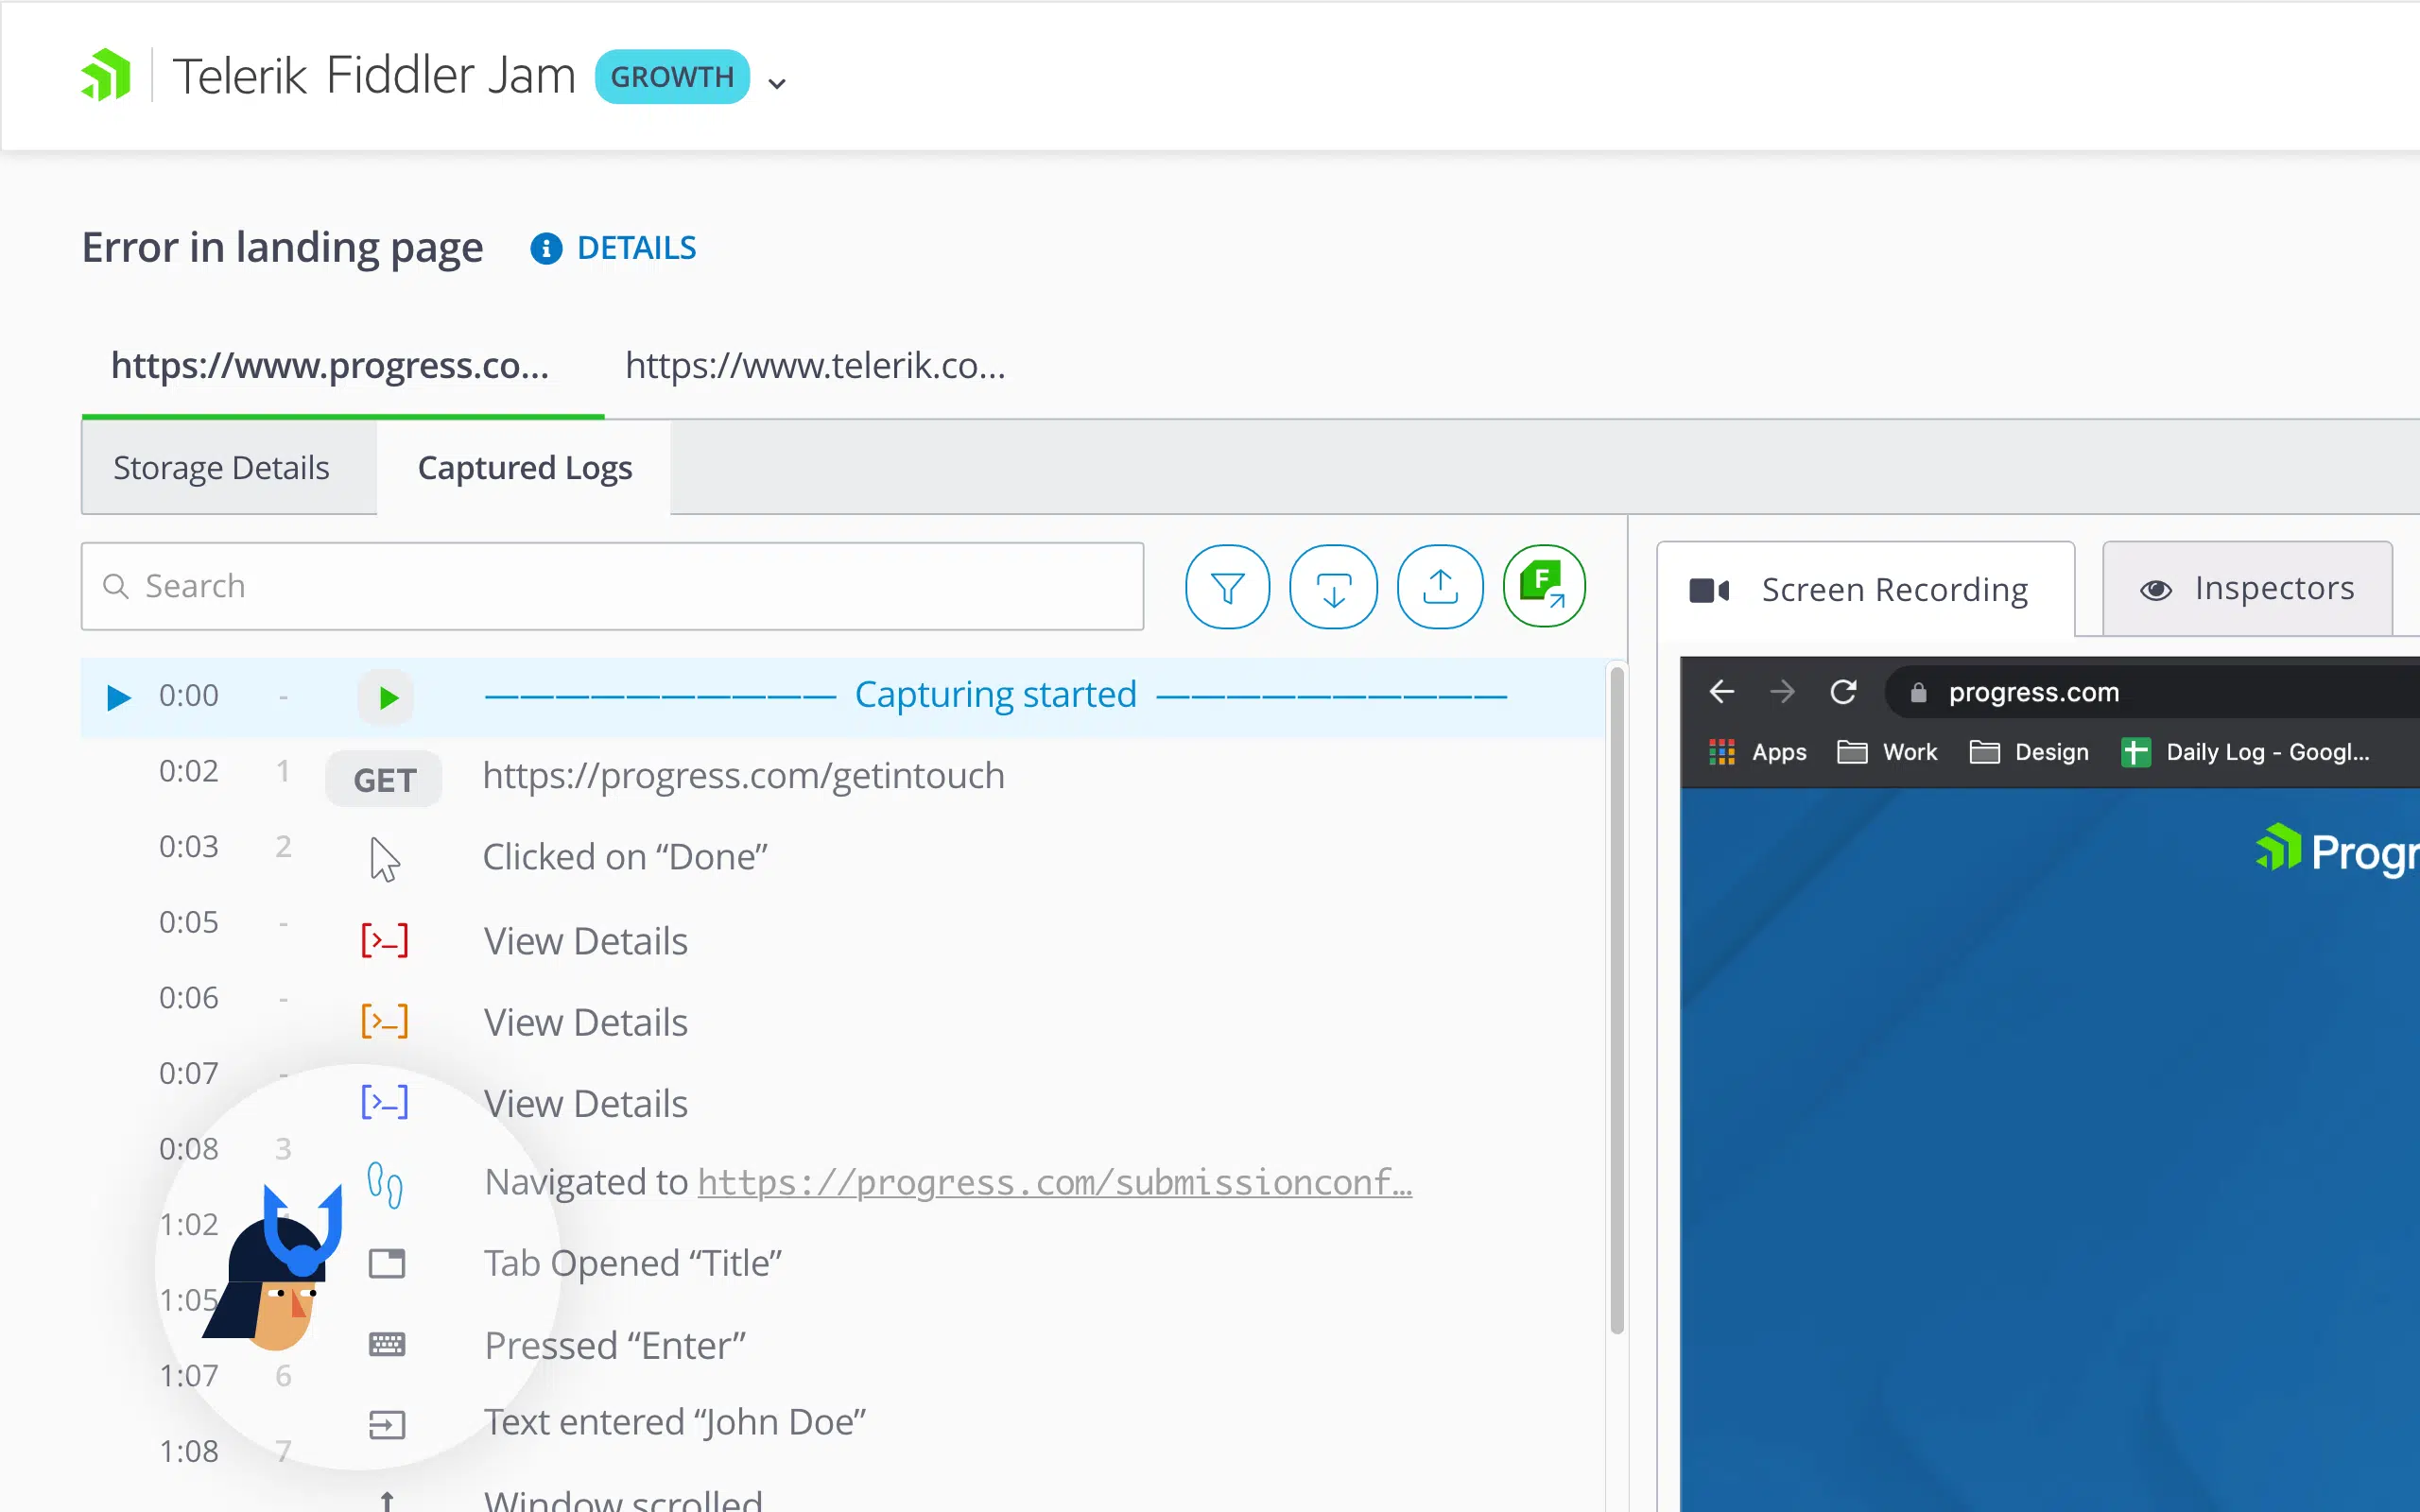 Telerik Fiddler Jam GROWTH
Error in landing page DETAILS
https://www.progress.co... https://www.telerik.co...
Storage Details Captured Logs
Search
Screen Recording Inspectors
0:00 - Capturing started
progress.com
0:02 1 GET https://progress.com/getintouch
Apps Work Design Daily Log - Googl...
0:03 2 Clicked on “Done”
Progr
0:05 - View Details
0:06 - View Details
0:07 - View Details
0:08 3 Navigated to https://progress.com/submissionconf…
1:02 Tab Opened “Title”
1:05 Pressed “Enter”
1:07 6 Text entered “John Doe”
1:08 7 Window scrolled